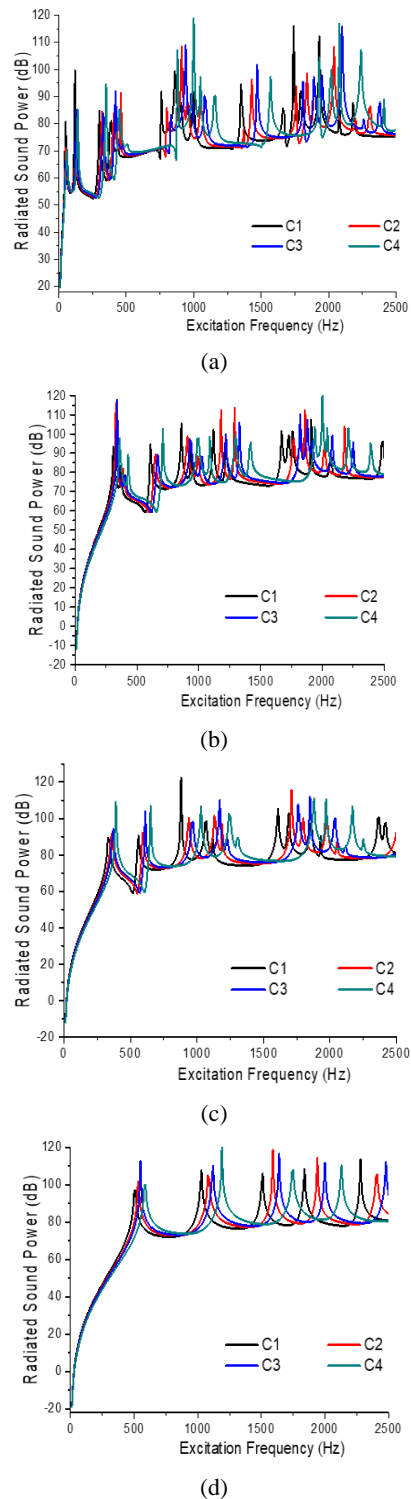 Radiated Sound Power (dB)
120
110
100
90
80
70
60
50
40
30
20
0
500
1000
1500
2000
2500
C1
C2
C3
C4
Excitation Frequency (Hz)
(a)
Radiated Sound Power (dB)
120
110
100
90
80
70
60
50
40
30
20
10
0
-10
-20
0
500
1000
1500
2000
2500
C1
C2
C3
C4
Excitation Frequency (Hz)
(b)
Radiated Sound Power (dB)
120
100
80
60
40
20
0
-20
0
500
1000
1500
2000
2500
C1
C2
C3
C4
Excitation Frequency (Hz)
(c)
Radiated Sound Power (dB)
120
100
80
60
40
20
0
-20
0
500
1000
1500
2000
2500
C1
C2
C3
C4
Excitation Frequency (Hz)
(d)